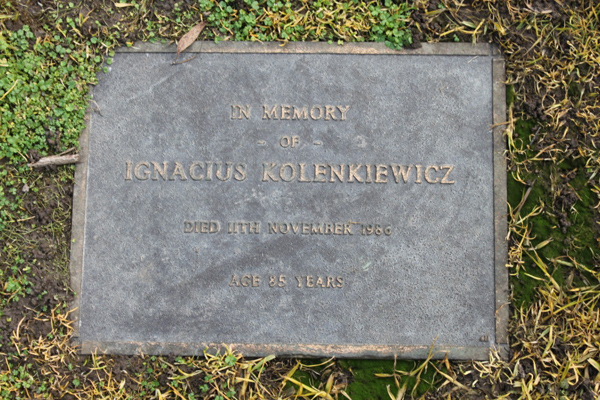 IN MEMORY
- OF -
IGNACIUS KOLENKIEWICZ
DIED 11TH NOVEMBER 1986
AGE 85 YEARS